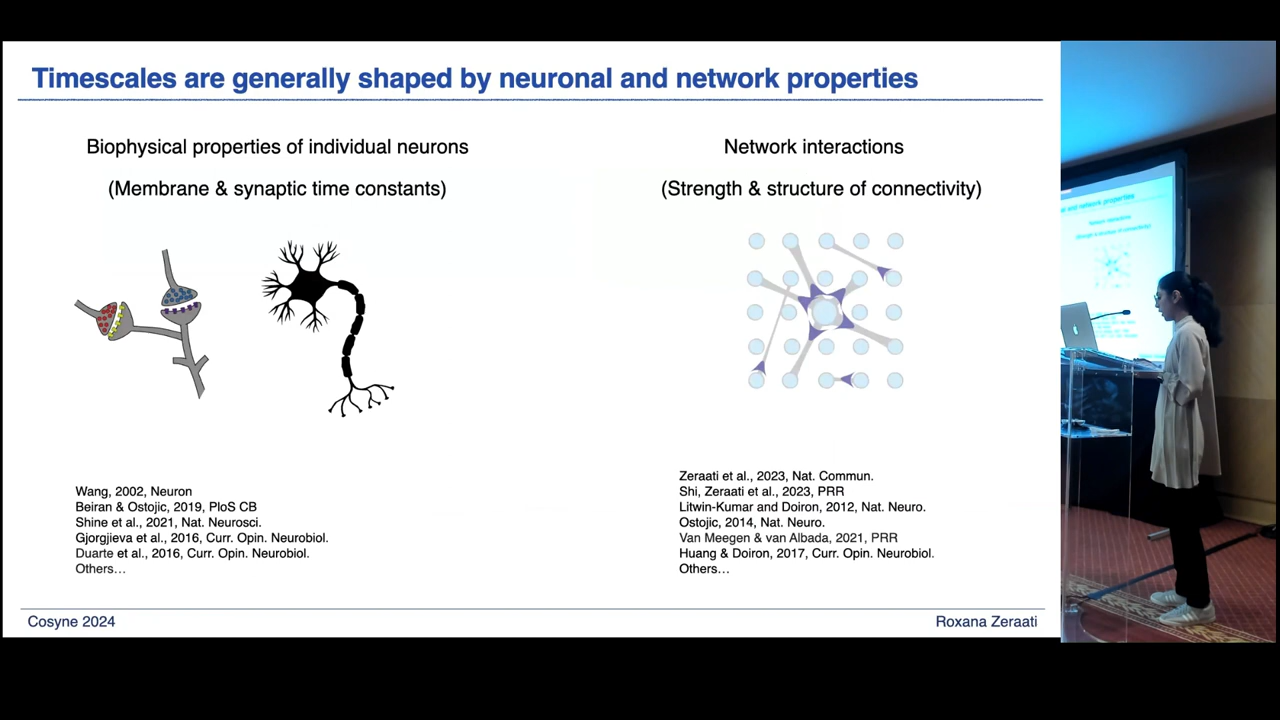 Timescales are generally shaped by neuronal and network properties
Biophysical properties of individual neurons
(Membrane & synaptic time constants)
Network interactions
(Strength & structure of connectivity)
Wang, 2002, Neuron
Beiran & Ostojic, 2019, PloS CB
Shine et al., 2021, Nat. Neurosci.
Gjorgjieva et al., 2016, Curr. Opin. Neurobiol.
Duarte et al., 2016, Curr. Opin. Neurobiol.
Others…
Zeraati et al., 2023, Nat. Commun.
Shi, Zeraati et al., 2023, PRR
Litwin-Kumar and Doiron, 2012, Nat. Neuro.
Ostojic, 2014, Nat. Neuro.
Van Meegen & van Albada, 2021, PRR
Huang & Doiron, 2017, Curr. Opin. Neurobiol.
Others…
Cosyne 2024
Roxana Zeraati